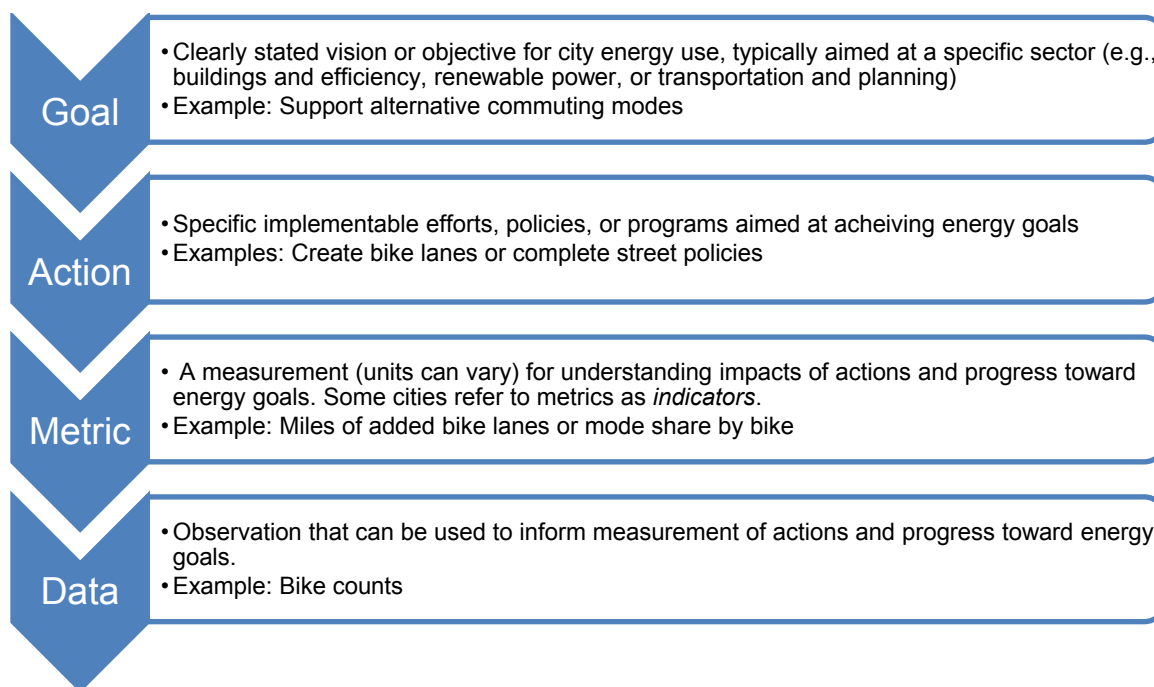 Goal
•Clearly stated vision or objective for city energy use, typically aimed at a specific sector (e.g.,
buildings and efficiency, renewable power, or transportation and planning)
•Example: Support alternative commuting modes
Action
•Specific implementable efforts, policies, or programs aimed at acheiving energy goals
•Examples: Create bike lanes or complete street policies
Metric
• A measurement (units can vary) for understanding impacts of actions and progress toward
energy goals. Some cities refer to metrics as indicators.
•Example: Miles of added bike lanes or mode share by bike
Data
•Observation that can be used to inform measurement of actions and progress toward energy
goals.
•Example: Bike counts